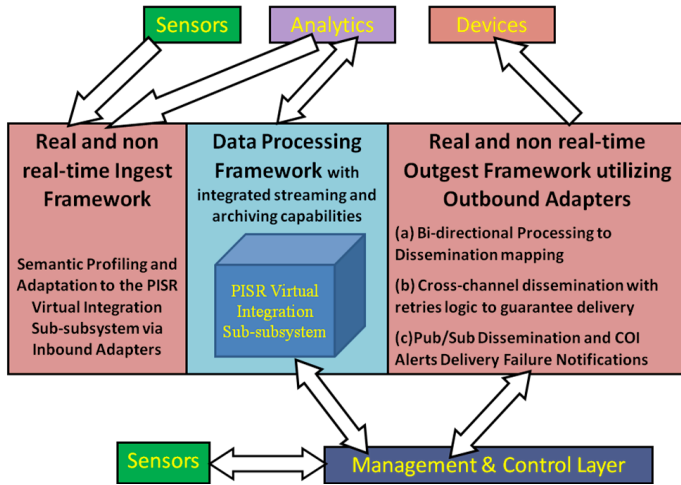 Sensors
Analytics
Devices
Real and non
real-time Ingest
Framework
Semantic Profiling and
Adaptation to the PISR
Virtual Integration
Sub-subsystem via
Inbound Adapters
Data Processing
Framework with
integrated streaming and
archiving capabilities
PISR Virtual
Integration
Sub-subsystem
Real and non real-time
Outgest Framework utilizing
Outbound Adapters
(a) Bi-directional Processing to
Dissemination mapping
(b) Cross-channel dissemination with
retries logic to guarantee delivery
(c)Pub/Sub Dissemination and COI
Alerts Delivery Failure Notifications
Sensors
Management & Control Layer